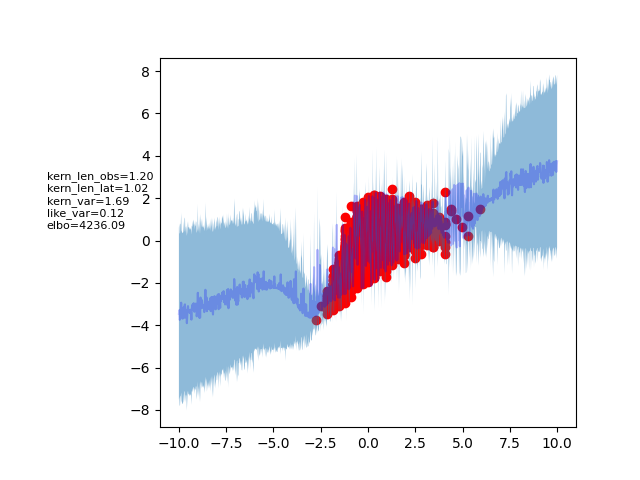 kern_len_obs=1.20
kern_len_lat=1.02
kern_var=1.69
like_var=0.12
elbo=4236.09
8
6
4
2
0
−2
−4
−6
−8
−10.0 −7.5 −5.0 −2.5 0.0 2.5 5.0 7.5 10.0